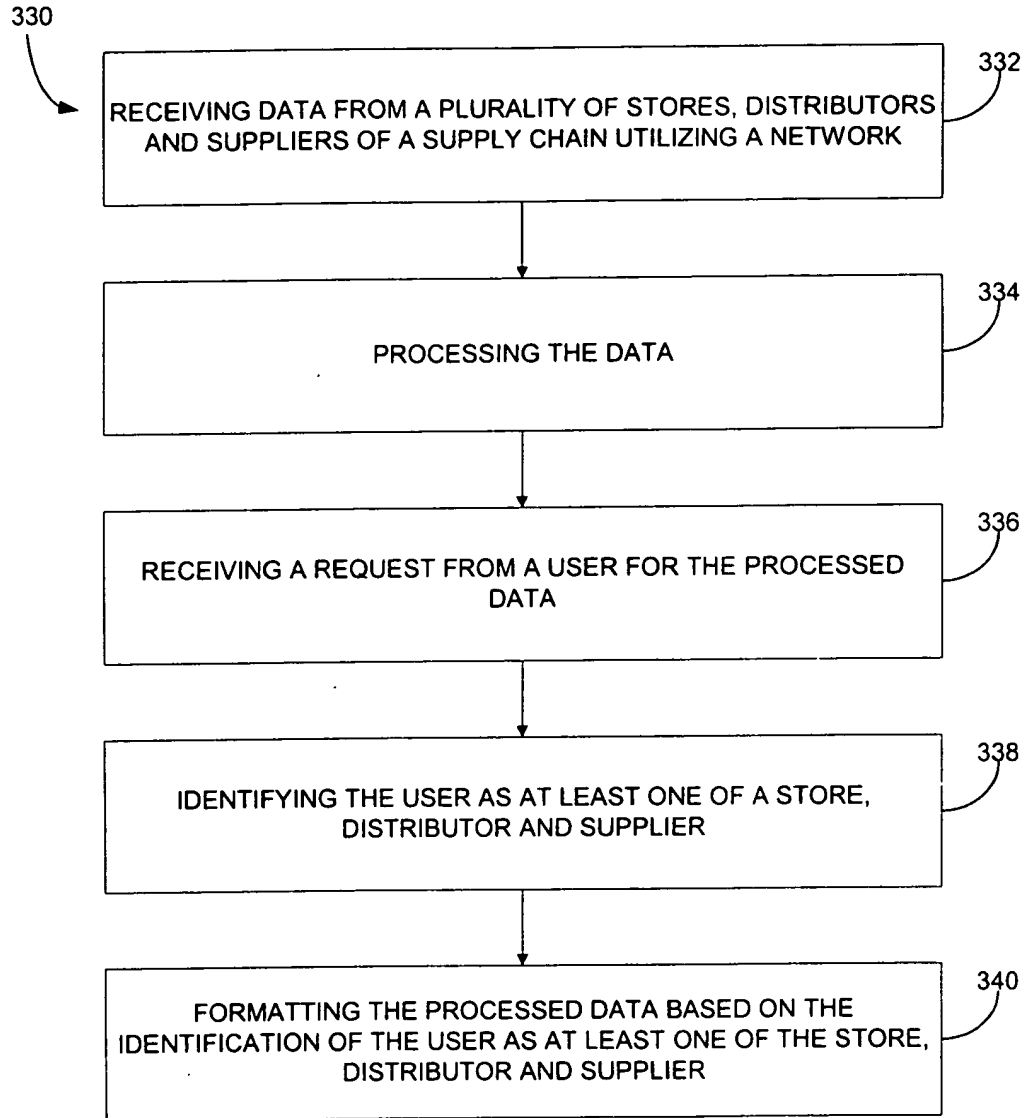 330
332
RECEIVING DATA FROM A PLURALITY OF STORES, DISTRIBUTORS
AND SUPPLIERS OF A SUPPLY CHAIN UTILIZING A NETWORK
334
PROCESSING THE DATA
336
RECEIVING A REQUEST FROM A USER FOR THE PROCESSED
DATA
338
IDENTIFYING THE USER AS AT LEAST ONE OF A STORE,
DISTRIBUTOR AND SUPPLIER
340
FORMATTING THE PROCESSED DATA BASED ON THE
IDENTIFICATION OF THE USER AS AT LEAST ONE OF THE STORE,
DISTRIBUTOR AND SUPPLIER